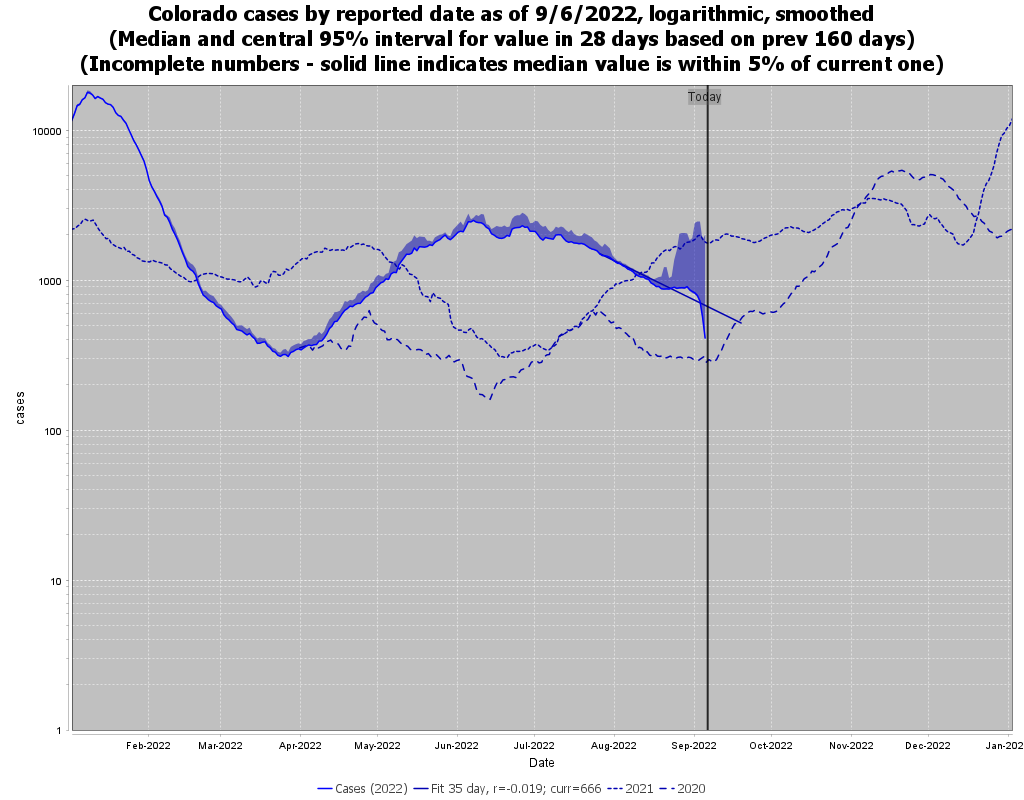 Colorado cases by reported date as of 9/6/2022, logarithmic, smoothed
(Median and central 95% interval for value in 28 days based on prev 160 days)
(Incomplete numbers - solid line indicates median value is within 5% of current one)
Today
10000
1000
100
10
1
cases
Feb-2022 Mar-2022 Apr-2022 May-2022 Jun-2022 Jul-2022 Aug-2022 Sep-2022 Oct-2022 Nov-2022 Dec-2022 Jan-202
Date
Cases (2022) Fit 35 day, r=-0.019; curr=666 2021 2020